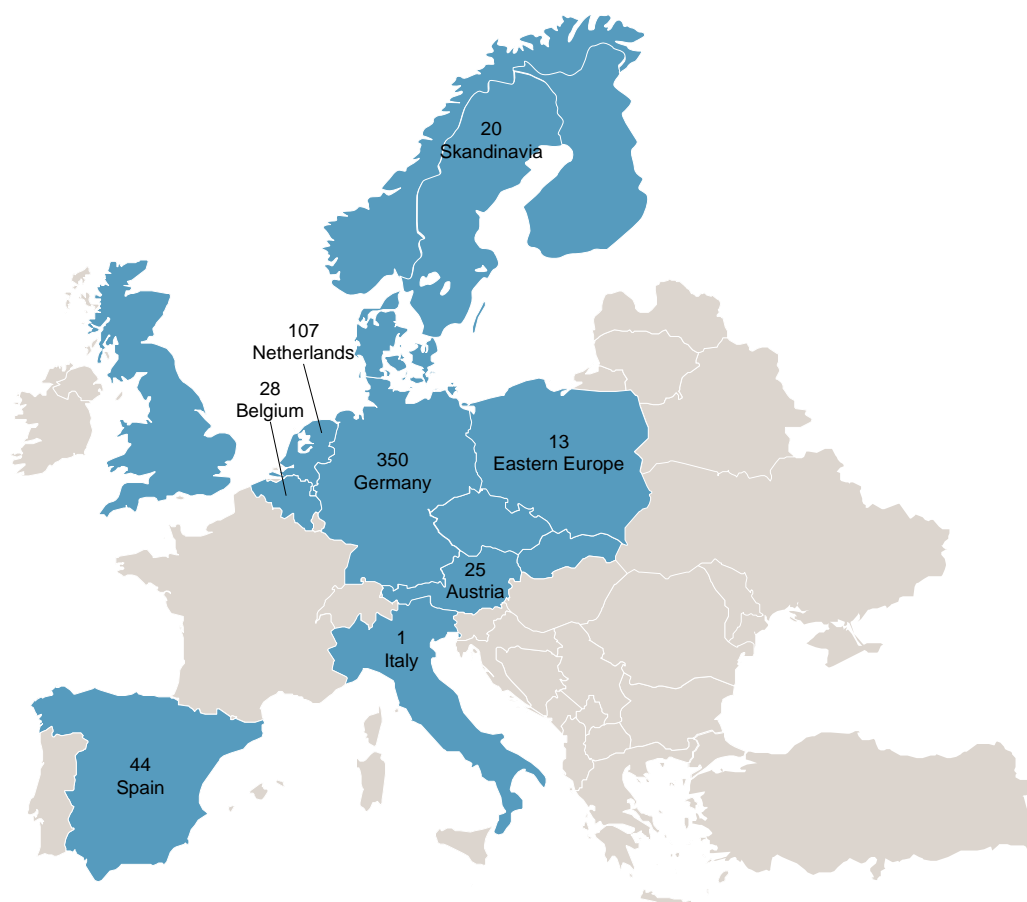 20
Skandinavia
107
Netherlands
28
Belgium
350
Germany
13
Eastern Europe
25
Austria
1
Italy
44
Spain